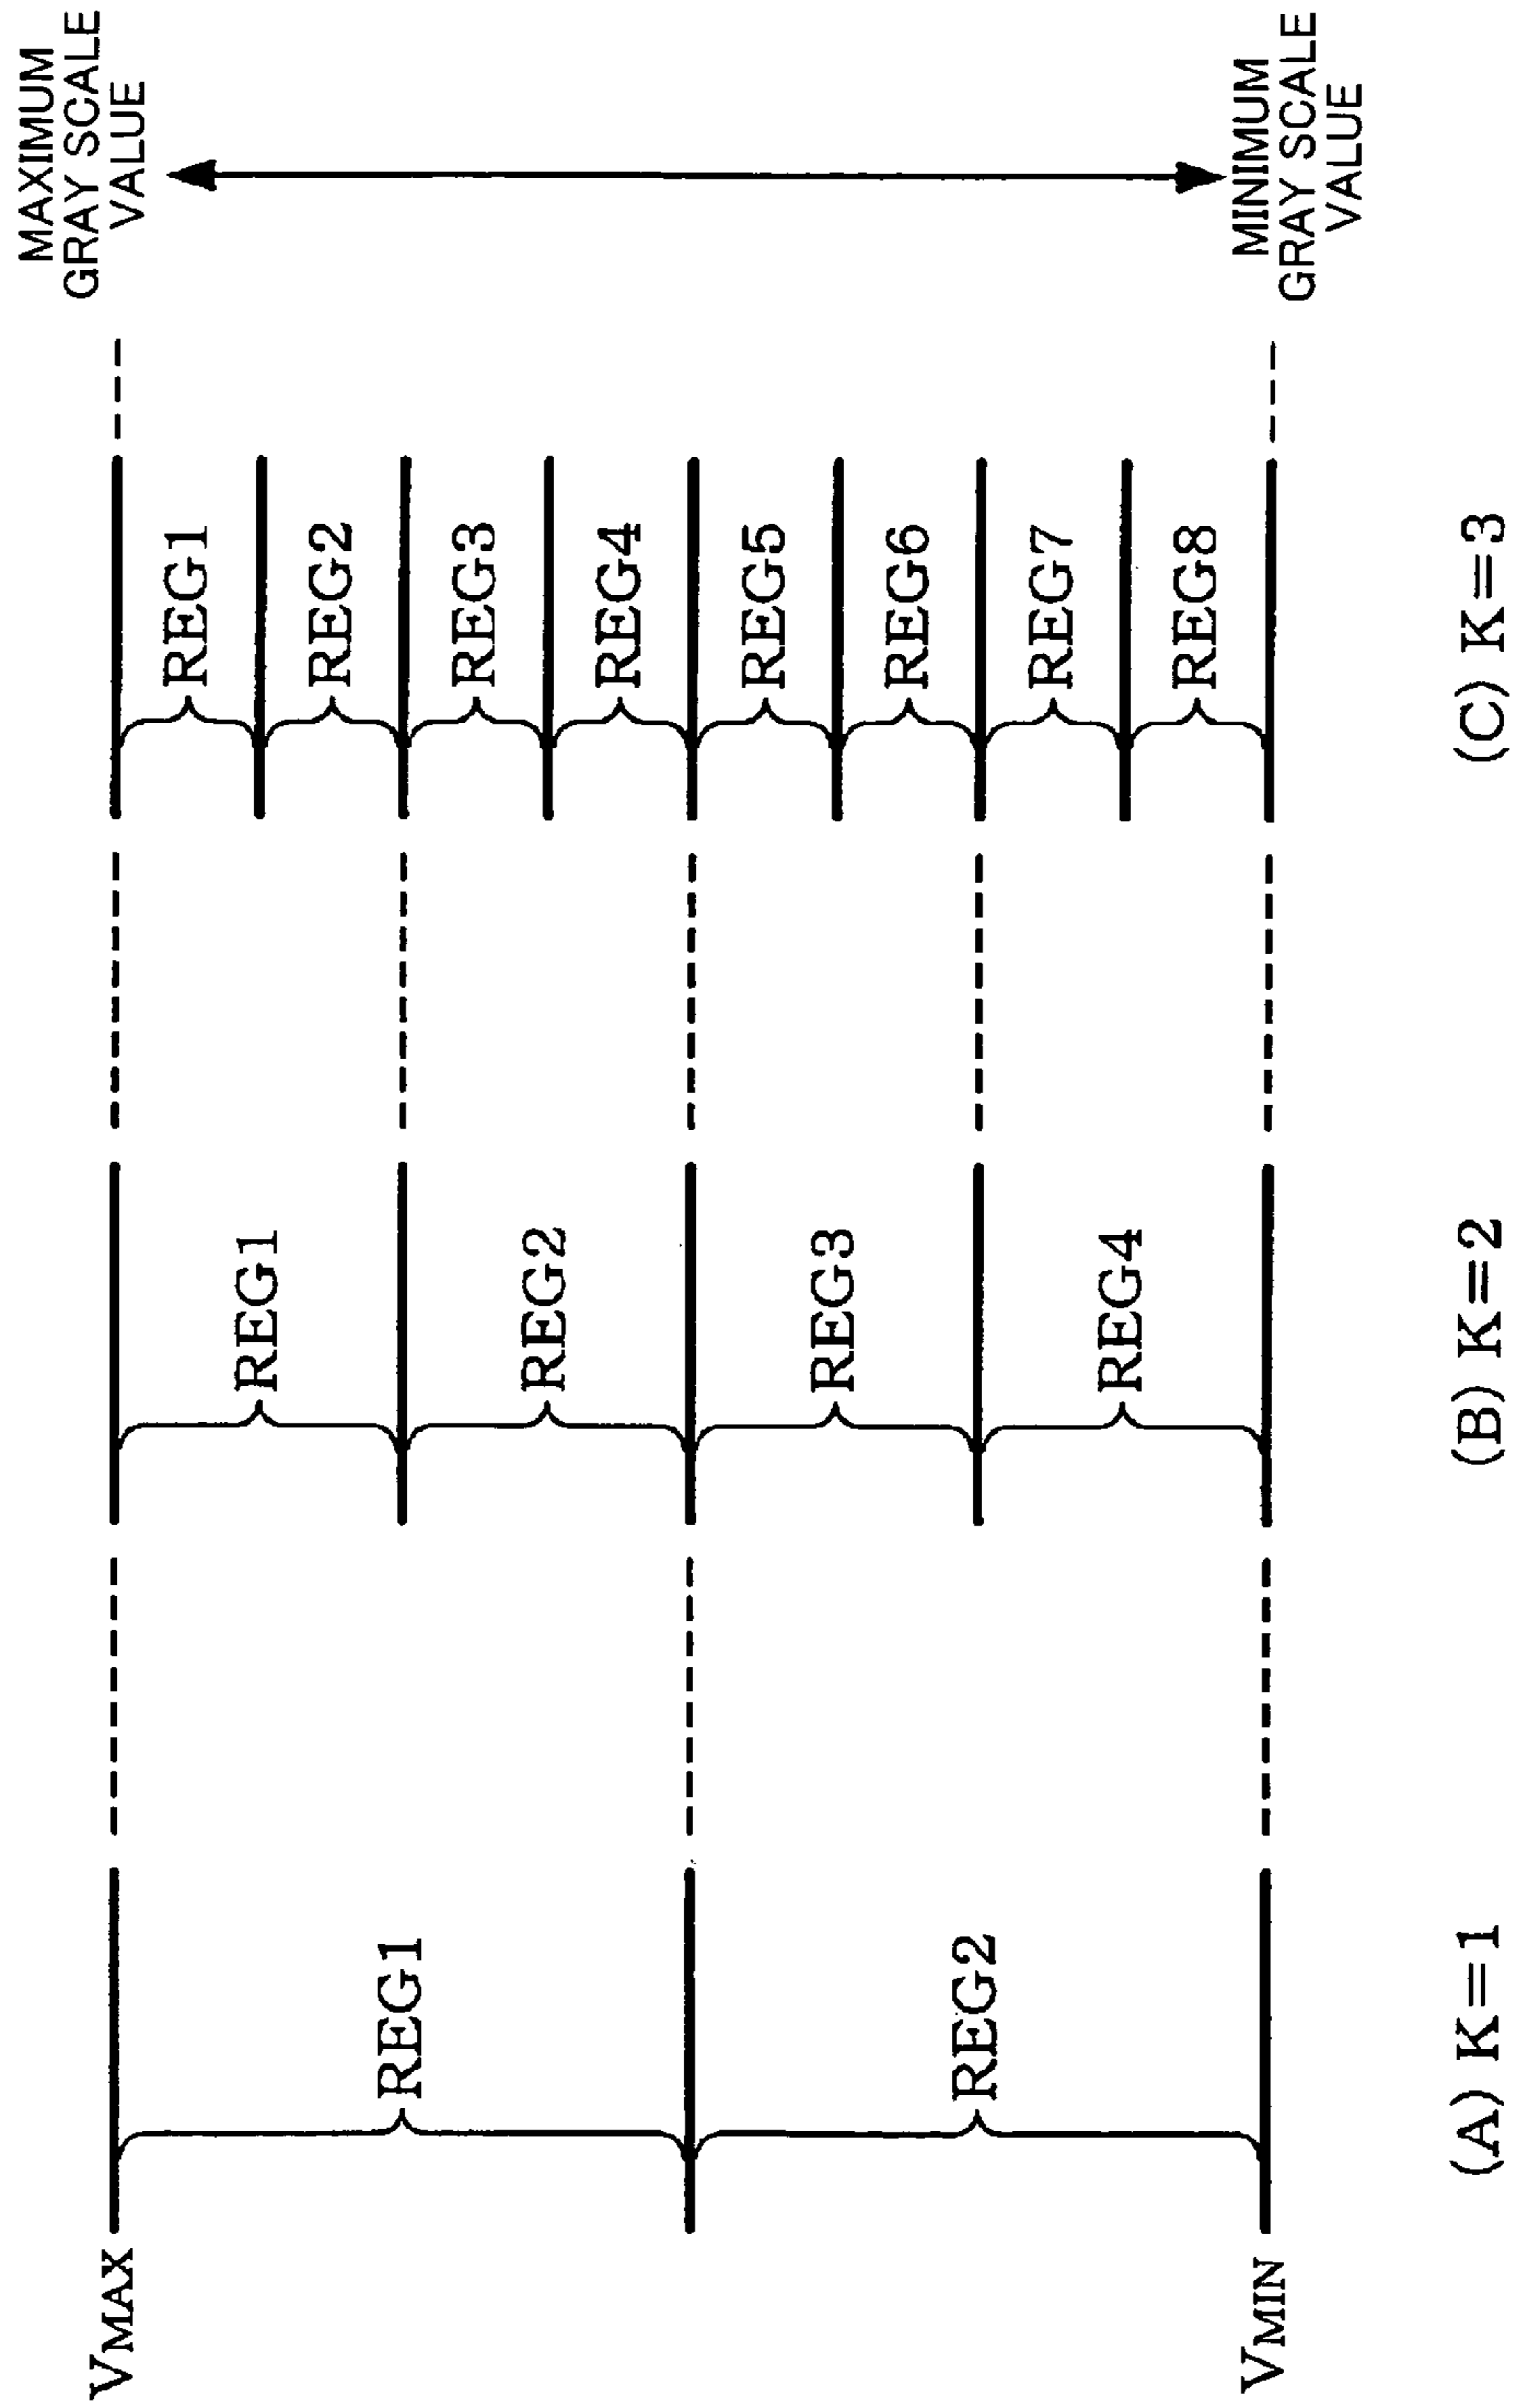 VMAX
VMIN
REG1
REG2
(A) K=1
REG1
REG2
REG3
REG4
(B) K=2
REG1
REG2
REG3
REG4
REG5
REG6
REG7
REG8
(C) K=3
MAXIMUM
GRAY SCALE
VALUE
MINIMUM
GRAY SCALE
VALUE